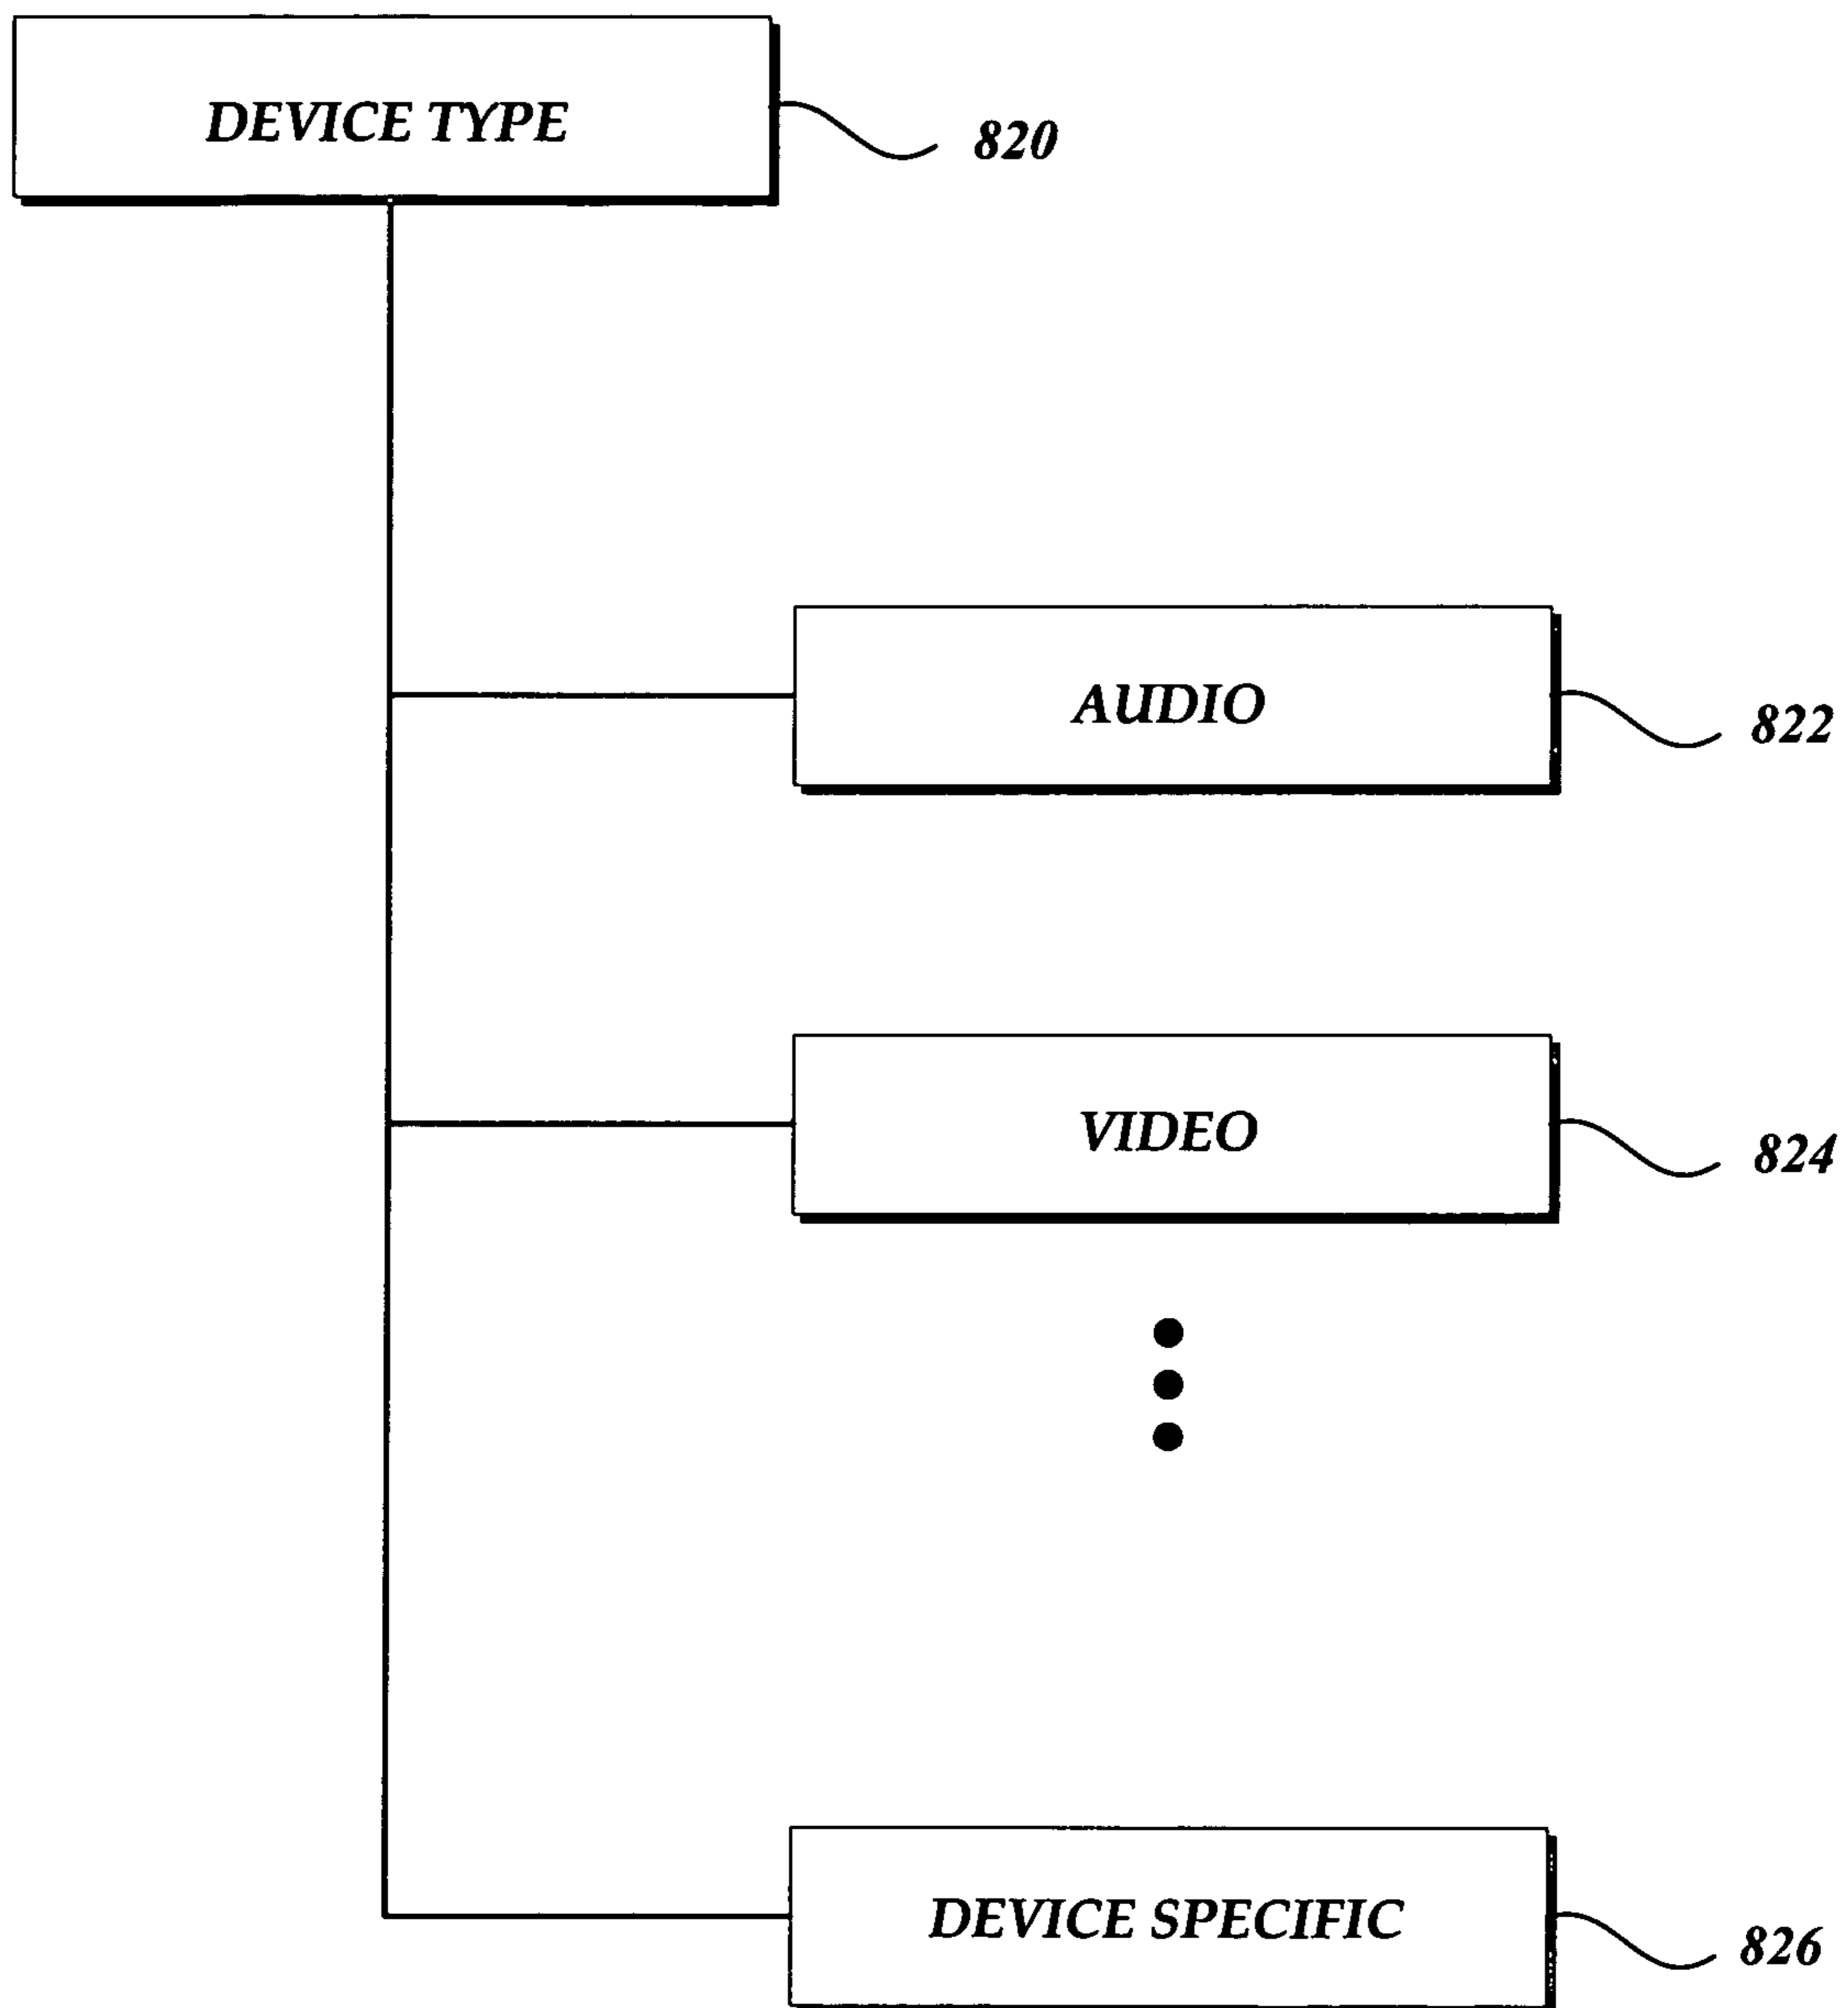 DEVICE TYPE
820
AUDIO
822
VIDEO
824
DEVICE SPECIFIC
826